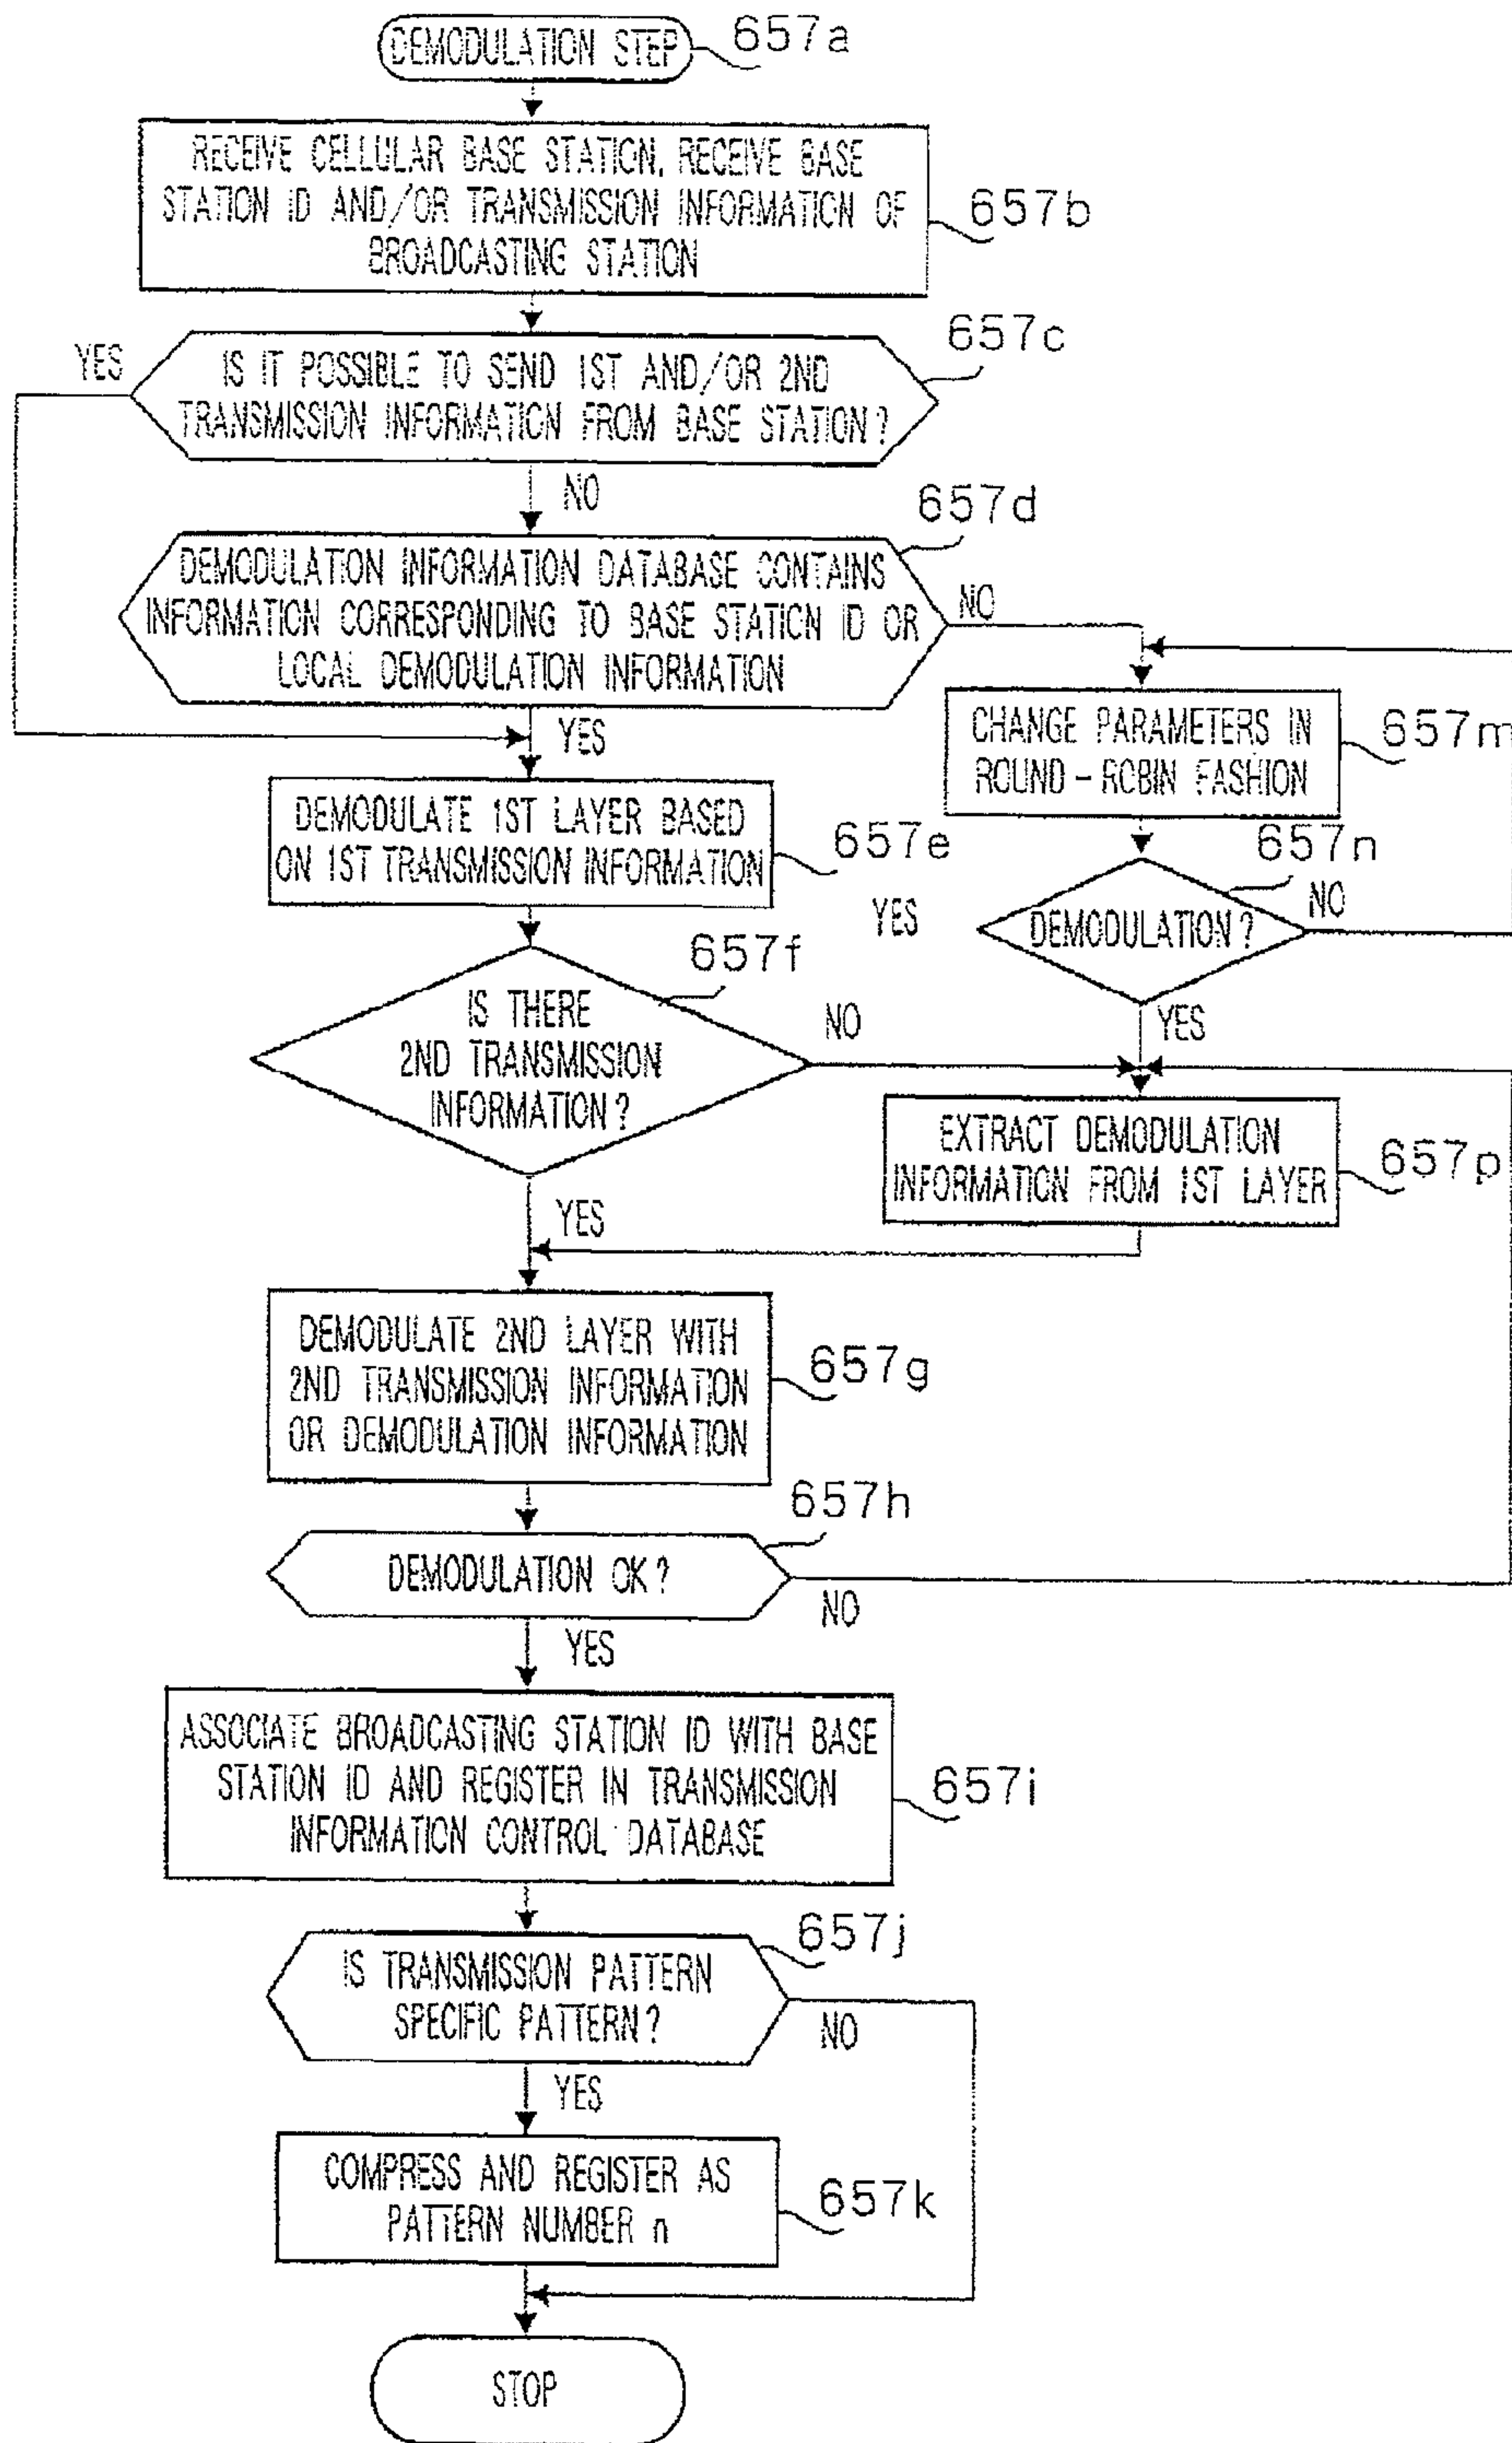 DEMODULATION STEP
657a
RECEIVE CELLULAR BASE STATION, RECEIVE BASE
STATION ID AND/OR TRANSMISSION INFORMATION OF
BROADCASTING STATION
657b
YES
IS IT POSSIBLE TO SEND 1ST AND/OR 2ND
TRANSMISSION INFORMATION FROM BASE STATION?
657c
NO
DEMODULATION INFORMATION DATABASE CONTAINS
INFORMATION CORRESPONDING TO BASE STATION ID OR
LOCAL DEMODULATION INFORMATION
657d
NO
YES
CHANGE PARAMETERS IN
ROUND-ROBIN FASHION
657m
DEMODULATE 1ST LAYER BASED
ON 1ST TRANSMISSION INFORMATION
657e
657n
YES
DEMODULATION?
NO
657f
IS THERE
2ND TRANSMISSION
INFORMATION?
NO
YES
EXTRACT DEMODULATION
INFORMATION FROM 1ST LAYER
657p
YES
DEMODULATE 2ND LAYER WITH
2ND TRANSMISSION INFORMATION
OR DEMODULATION INFORMATION
657g
657h
DEMODULATION OK?
NO
YES
ASSOCIATE BROADCASTING STATION ID WITH BASE
STATION ID AND REGISTER IN TRANSMISSION
INFORMATION CONTROL DATABASE
657i
657j
IS TRANSMISSION PATTERN
SPECIFIC PATTERN?
NO
YES
COMPRESS AND REGISTER AS
PATTERN NUMBER n
657k
STOP